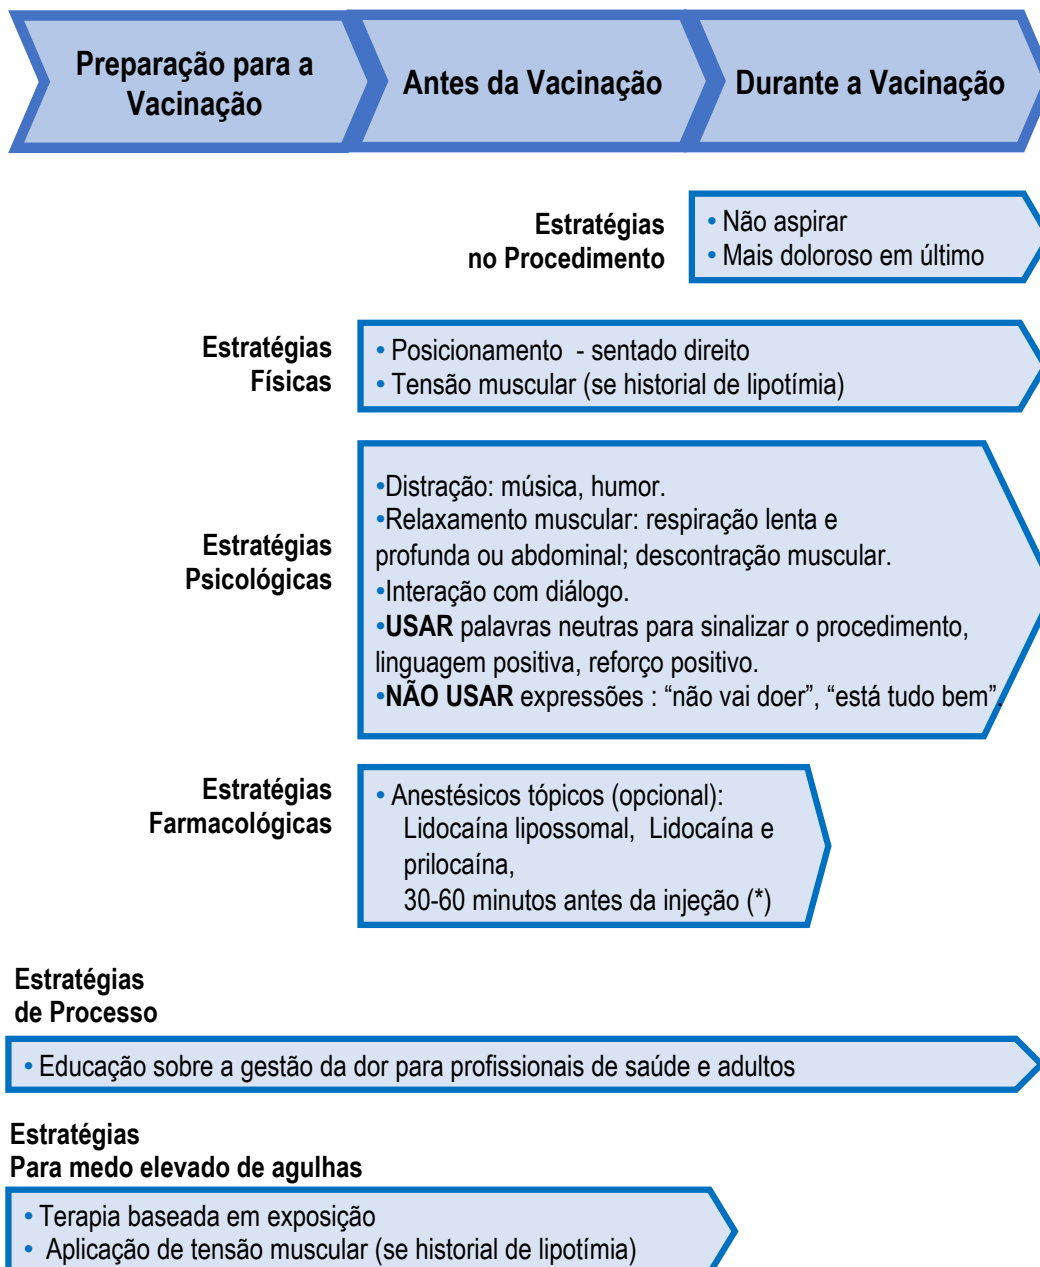 Preparação para a
Vacinação
Antes da Vacinação
Durante a Vacinação
Estratégias
no Procedimento
• Não aspirar
• Mais doloroso em último
Estratégias
Físicas
• Posicionamento - sentado direito
• Tensão muscular (se historial de lipotímia)
Estratégias
Psicológicas
•Distração: música, humor.
•Relaxamento muscular: respiração lenta e
profunda ou abdominal; descontração muscular.
•Interação com diálogo.
•USAR palavras neutras para sinalizar o procedimento,
linguagem positiva, reforço positivo.
•NÃO USAR expressões : “não vai doer”, “está tudo bem”.
Estratégias
Farmacológicas
• Anestésicos tópicos (opcional):
Lidocaína lipossomal, Lidocaína e
prilocaína,
30-60 minutos antes da injeção (*)
Estratégias
de Processo
• Educação sobre a gestão da dor para profissionais de saúde e adultos
Estratégias
Para medo elevado de agulhas
• Terapia baseada em exposição
• Aplicação de tensão muscular (se historial de lipotímia)